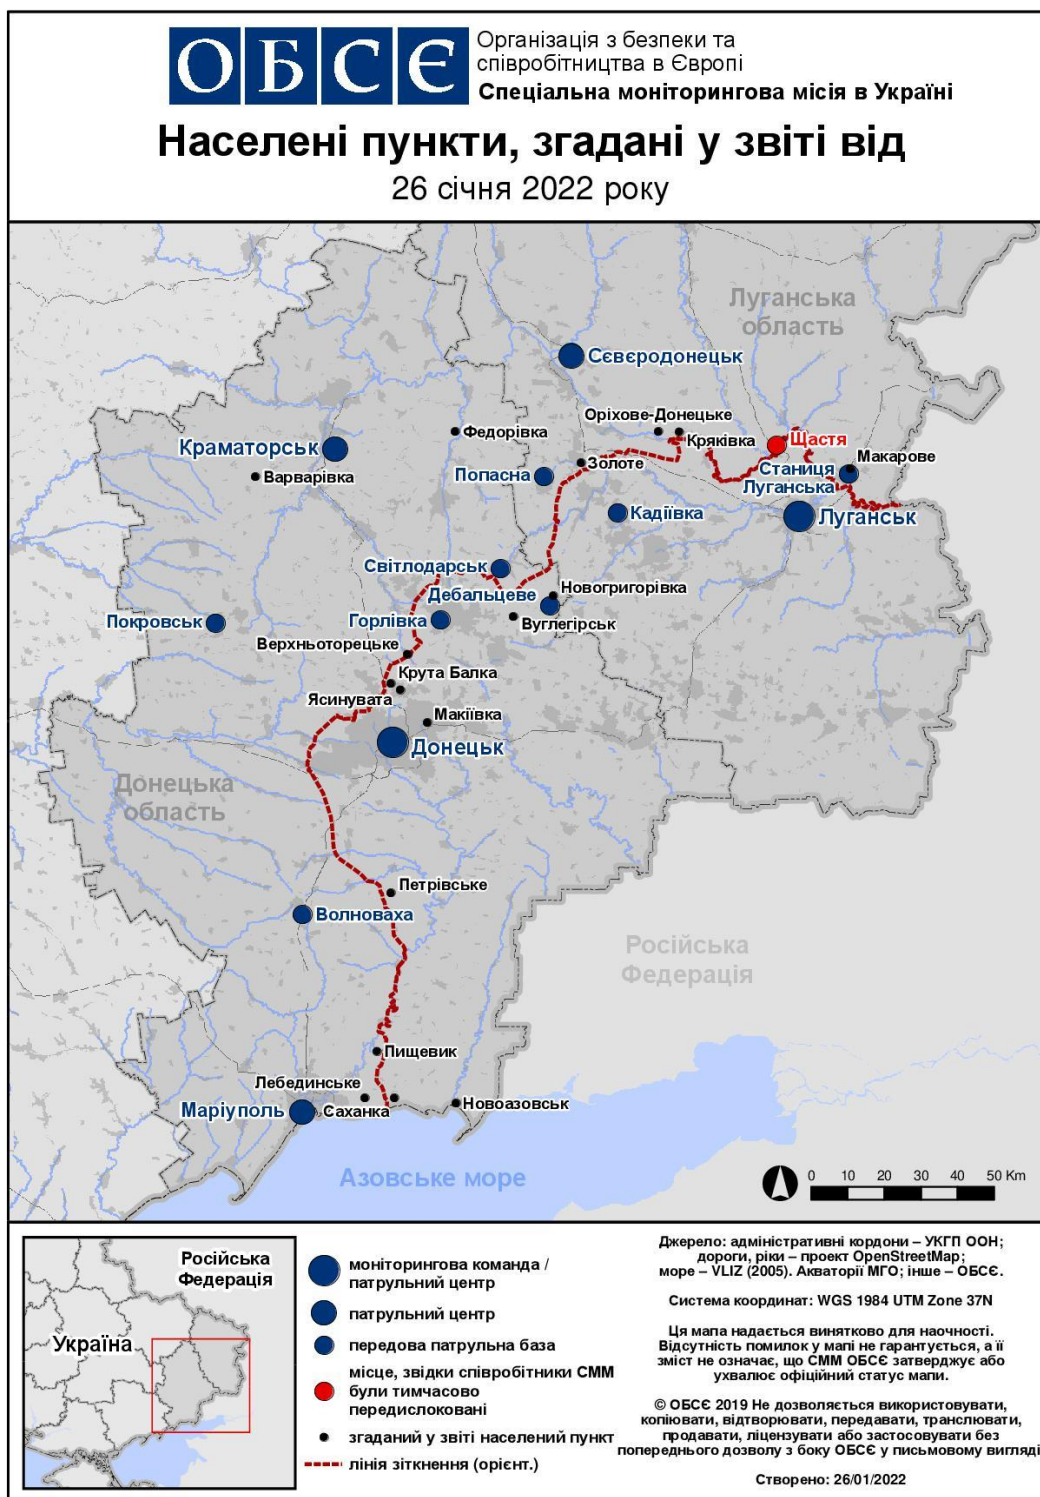 ОБСЄ
Організація з безпеки та
співробітництва в Європі
Спеціальна моніторингова місія в Україні
Населені пункти, згадані у звіті від
26 січня 2022 року
Луганська
область
Сєвєродонецьк
Оріхове-Донецьке
Федорівка
Кряківка
Щастя
Краматорськ
Золоте
Макарове
Варварівка
Попасна
Станиця
Луганська
Кадіївка
Луганськ
Світлодарськ
Новогригорівка
Дебальцеве
Покровськ
Горлівка
Вуглегірськ
Верхньоторецьке
Крута Балка
Ясинувата
Макіївка
Донецьк
Донецька
область
Петрівське
Волноваха
Російська
Федерація
Пищевик
Лебединське
Маріуполь
Саханка
Новоазовськ
Азовське море
0 10 20 30 40 50 Km
Російська
Федерація
Україна
моніторингова команда /
патрульний центр
патрульний центр
передова патрульна база
місце, звідки співробітники СММ
були тимчасово
передислоковані
згаданий у звіті населений пункт
лінія зіткнення (орієнт.)
Джерело: адміністративні кордони – УКГП ООН;
дороги, ріки – проект OpenStreetMap;
море – VLIZ (2005). Акваторії МГО; інше – ОБСЄ.
Система координат: WGS 1984 UTM Zone 37N
Ця мапа надається винятково для наочності.
Відсутність помилок у мапі не гарантується, а її
зміст не означає, що СММ ОБСЄ затверджує або
ухвалює офіційний статус мапи.
© ОБСЄ 2019 Не дозволяється використовувати,
копіювати, відтворювати, передавати, транслювати,
продавати, ліцензувати або застосовувати без
попереднього дозволу з боку ОБСЄ у письмовому вигляді
Створено: 26/01/2022